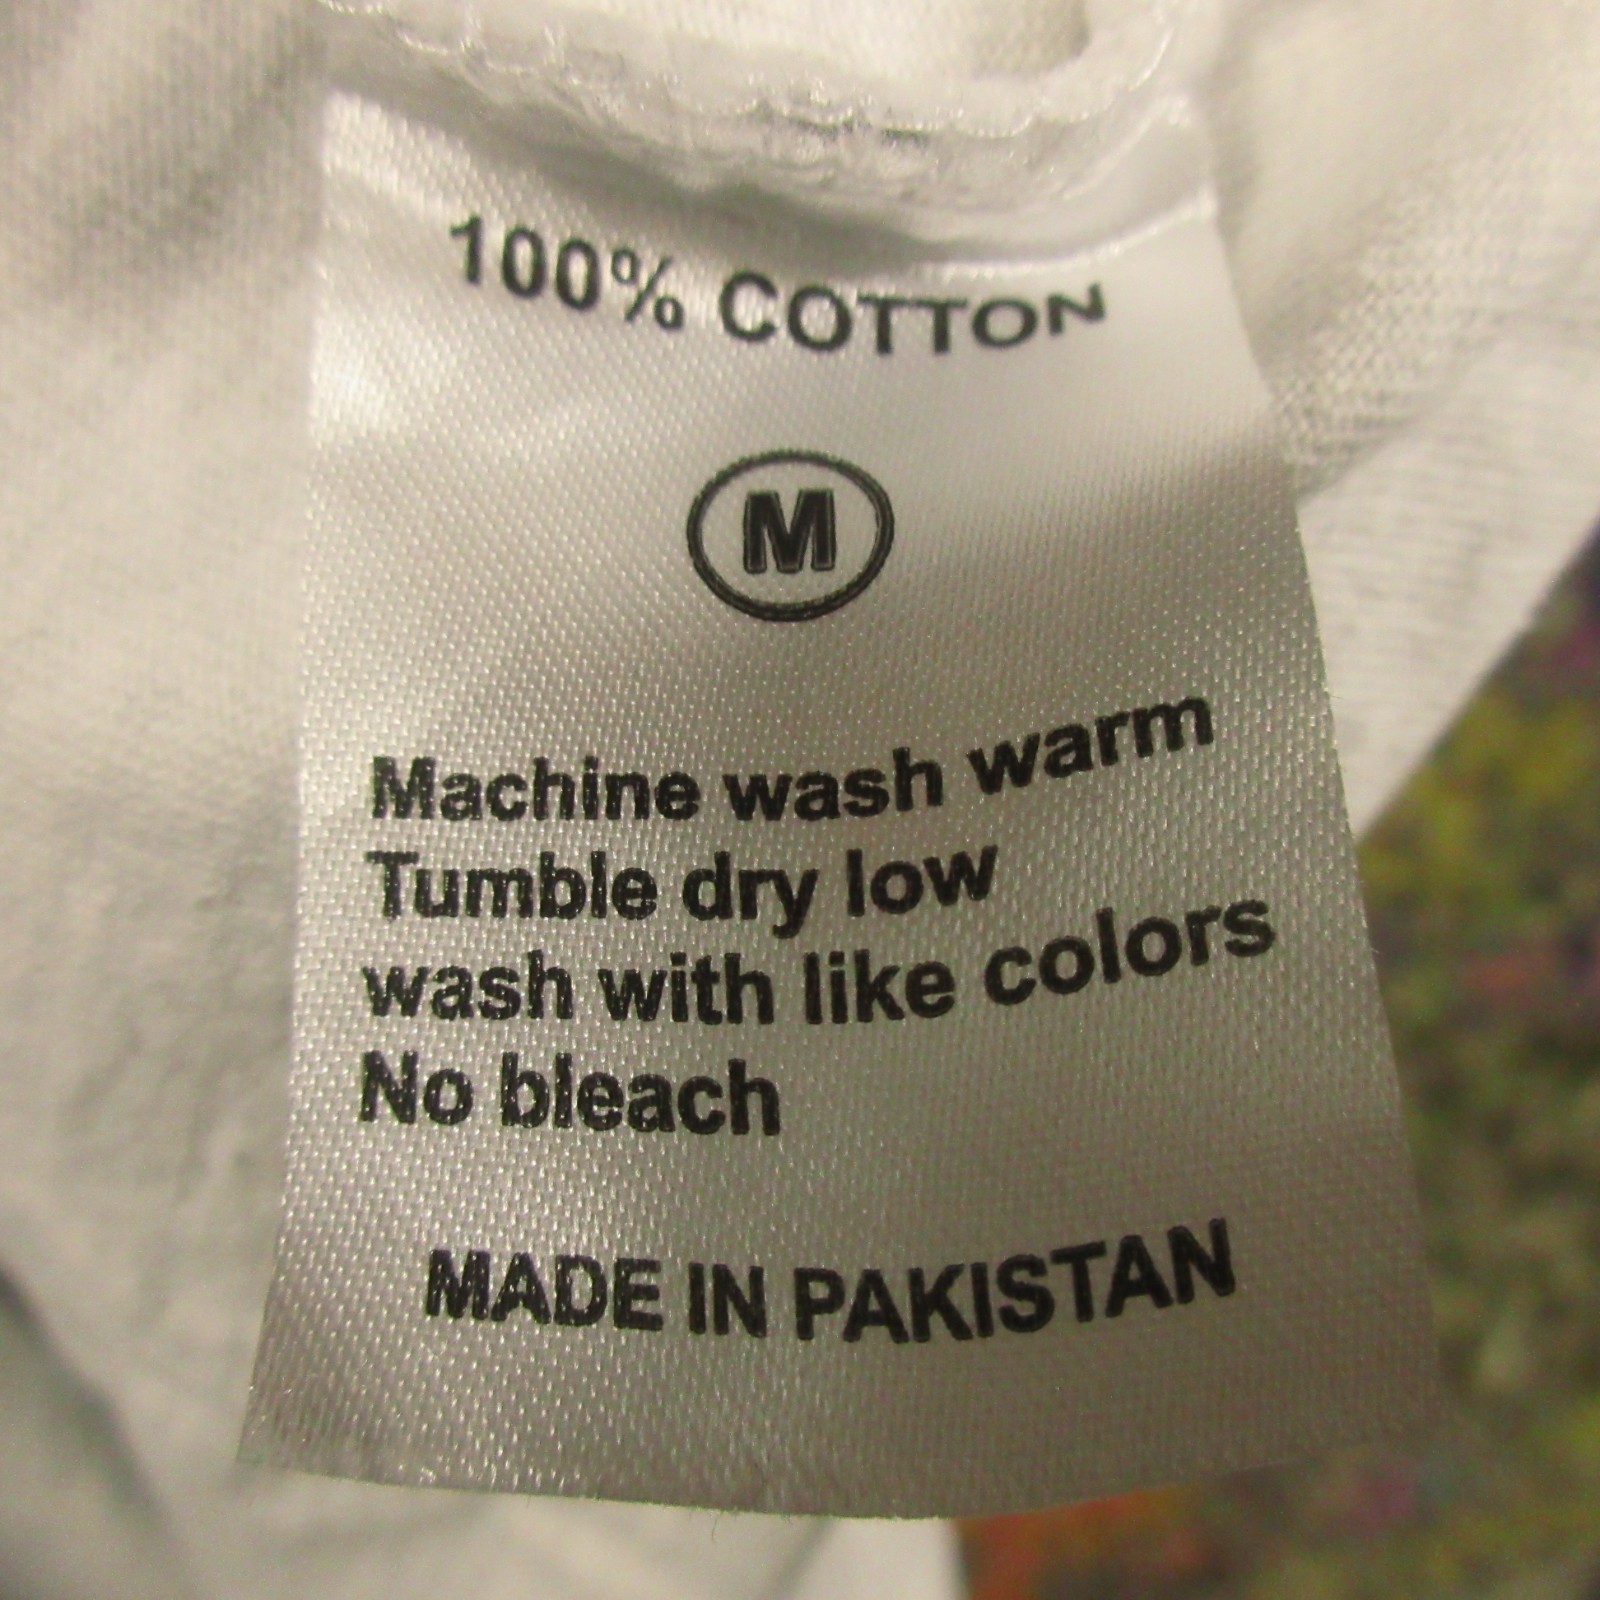 100% COTTON
M
Machine wash warm
Tumble dry low
wash with like colors
No bleach
MADE IN PAKISTAN